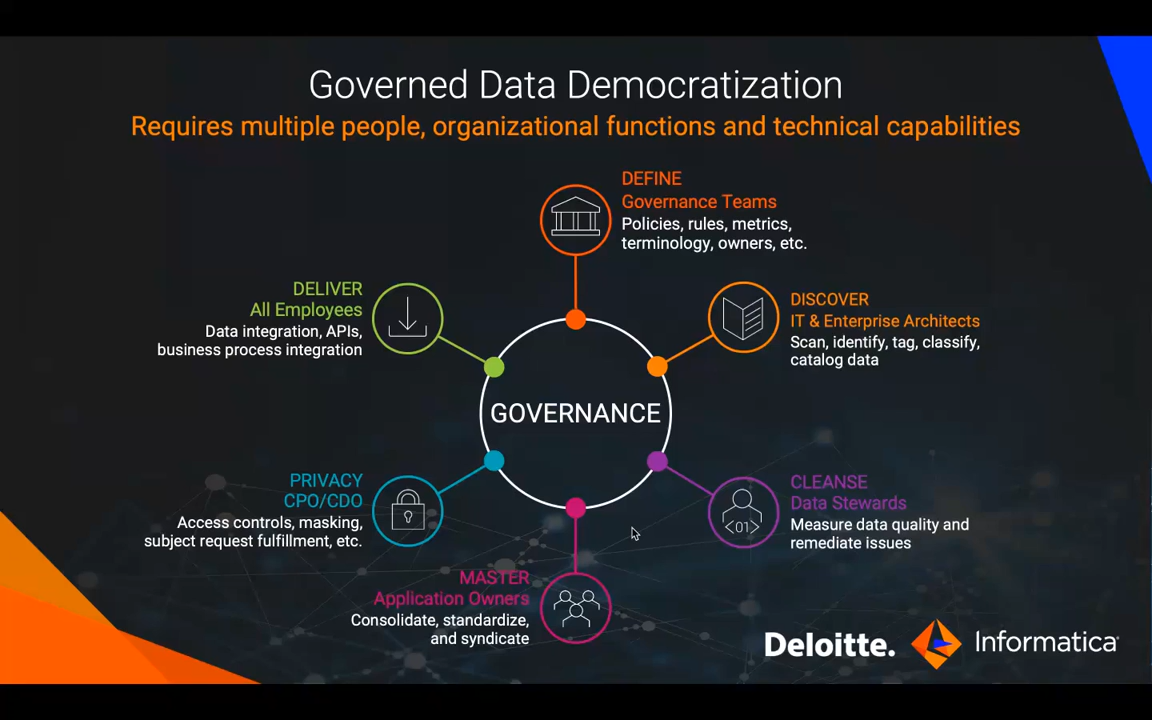 Governed Data Democratization
Requires multiple people, organizational functions and technical capabilities
DEFINE
Governance Teams
Policies, rules, metrics,
terminology, owners, etc.
DISCOVER
IT & Enterprise Architects
Scan, identify, tag, classify,
catalog data
CLEANSE
Data Stewards
Measure data quality and
remediate issues
<01>
MASTER
Application Owners
Consolidate, standardize,
and syndicate
PRIVACY
CPO/CDO
Access controls, masking,
subject request fulfillment, etc.
DELIVER
All Employees
Data integration, APIs,
business process integration
GOVERNANCE
Deloitte.
Informatica